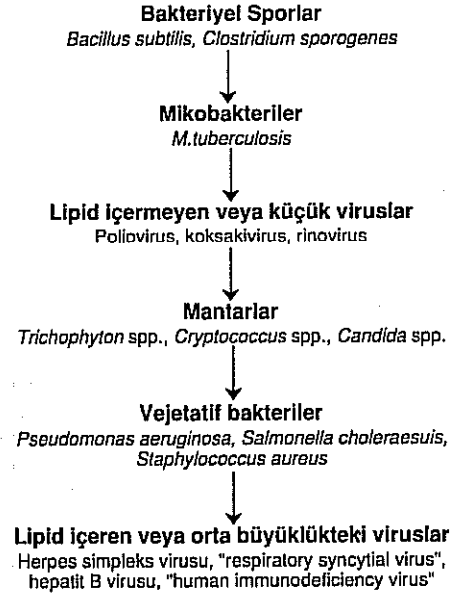 Bakteriyel Sporlar
Bacillus subtilis, Clostridium sporogenes
Mikobakteriler
M.tuberculosis
Lipid içermeyen veya küçük viruslar
Poliovirus, koksakivirus, rinovirus
Mantarlar
Trichophyton spp., Cryptococcus spp., Candida spp.
Vejetatif bakteriler
Pseudomonas aeruginosa, Salmonella choleraesuis,
Staphylococcus aureus
Lipid içeren veya orta büyüklükteki viruslar
Herpes simpleks virusu, "respiratory syncytial virus",
hepatit B virusu, "human immunodeficiency virus"